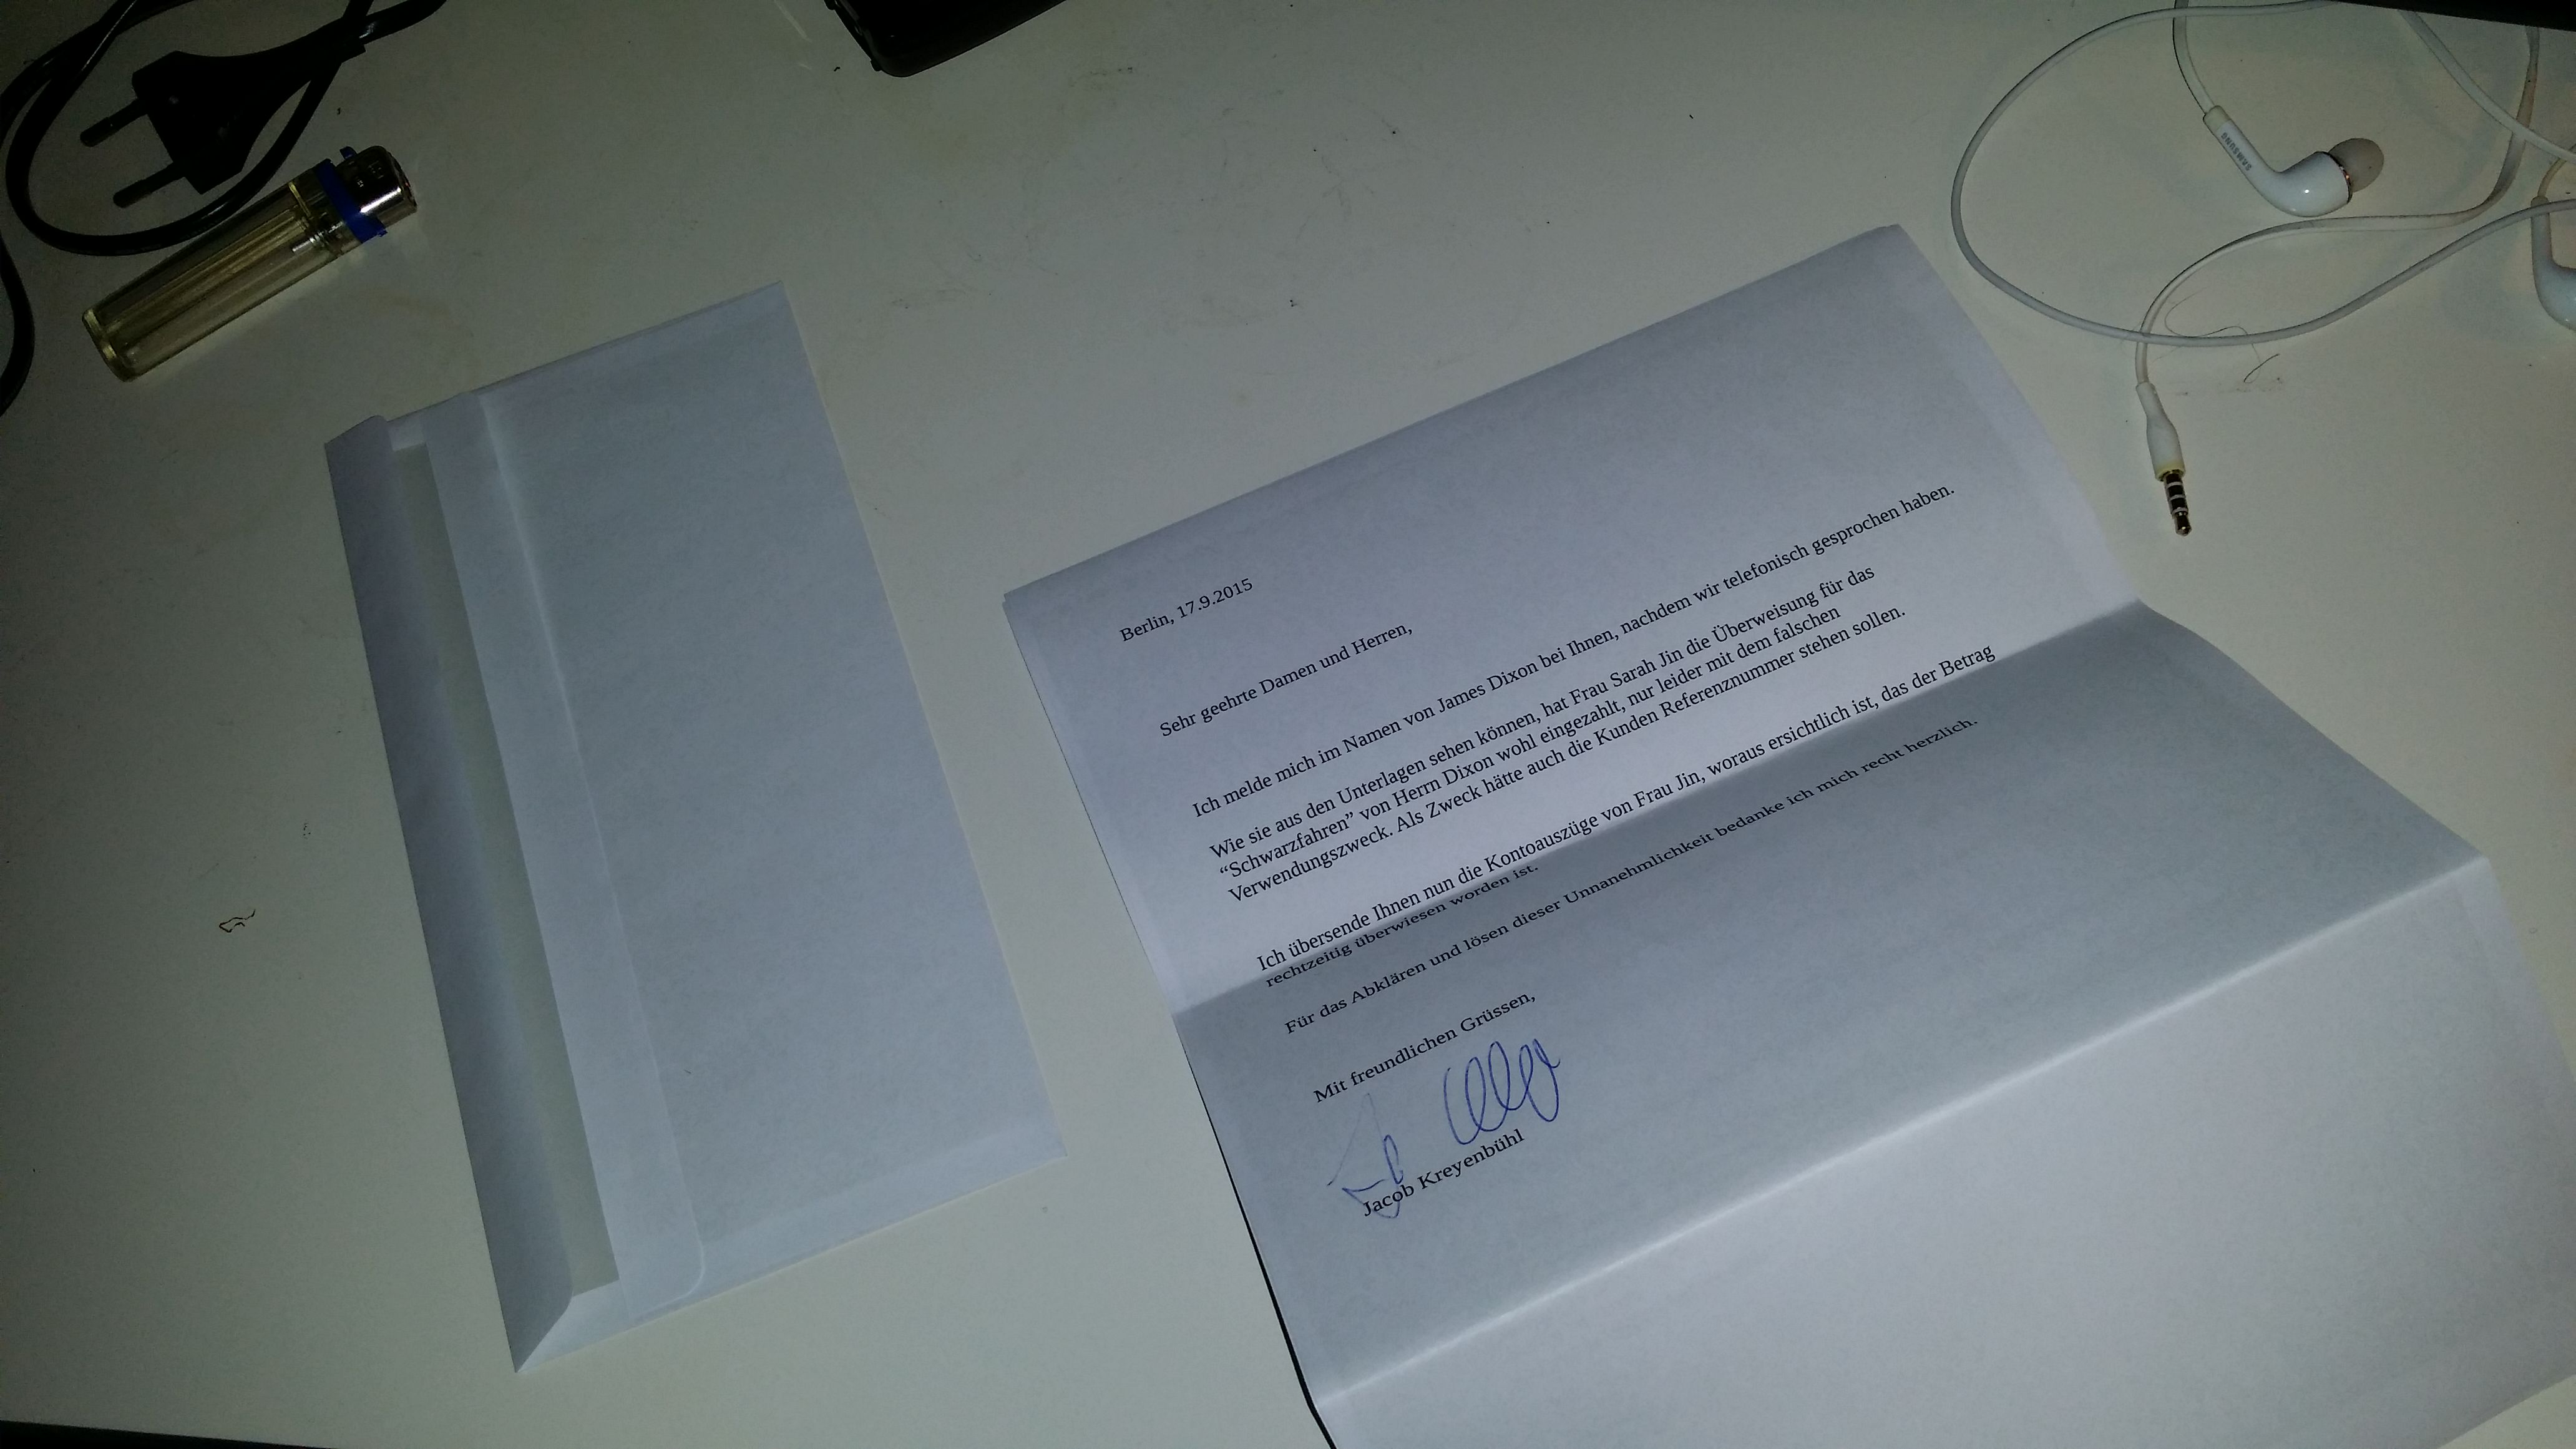 Berlin, 17.9.2015
Sehr geehrte Damen und Herren,
Ich melde mich im Namen von James Dixon bei Ihnen, nachdem wir telefonisch gesprochen haben.
Wie sie aus den Unterlagen sehen können, hat Frau Sarah Jin die Überweisung für das
“Schwarzfahren” von Herrn Dixon wohl eingezahlt, nur leider mit dem falschen
Verwendungszweck. Als Zweck hätte auch die Kunden Referenznummer stehen sollen.
Ich übersende Ihnen nun die Kontoauszüge von Frau Jin, woraus ersichtlich ist, das der Betrag
rechtzeitig überwiesen worden ist.
Für das Abklären und lösen dieser Unnanehmlichkeit bedanke ich mich recht herzlich.
Mit freundlichen Grüssen,
Jacob Kreyenbühl
SAMSUNG